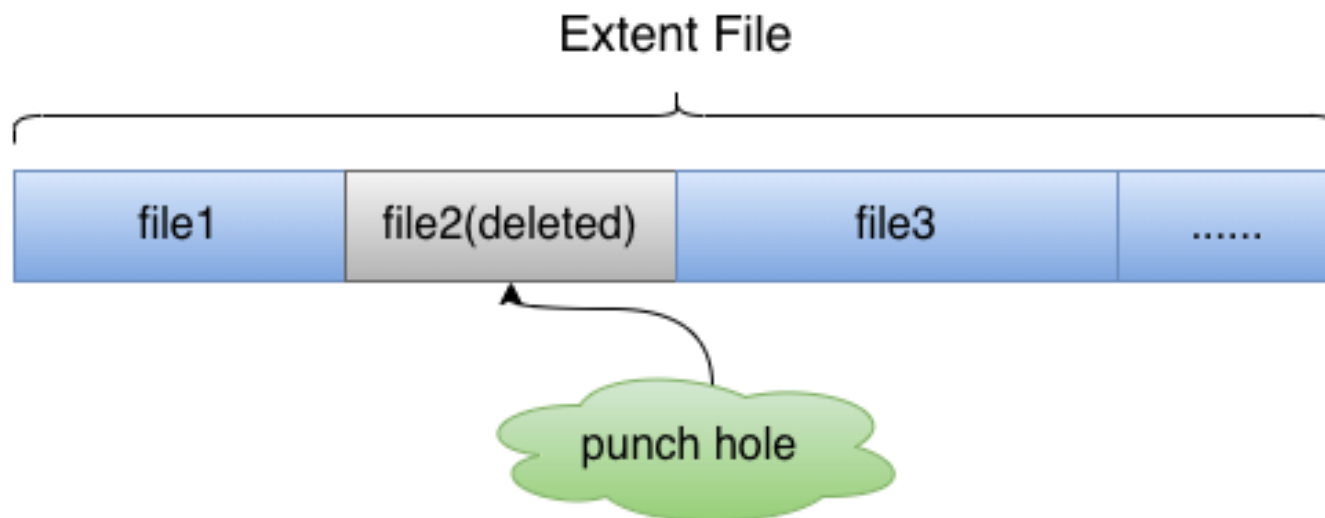 Extent File
file1
file2(deleted)
file3
......
punch hole